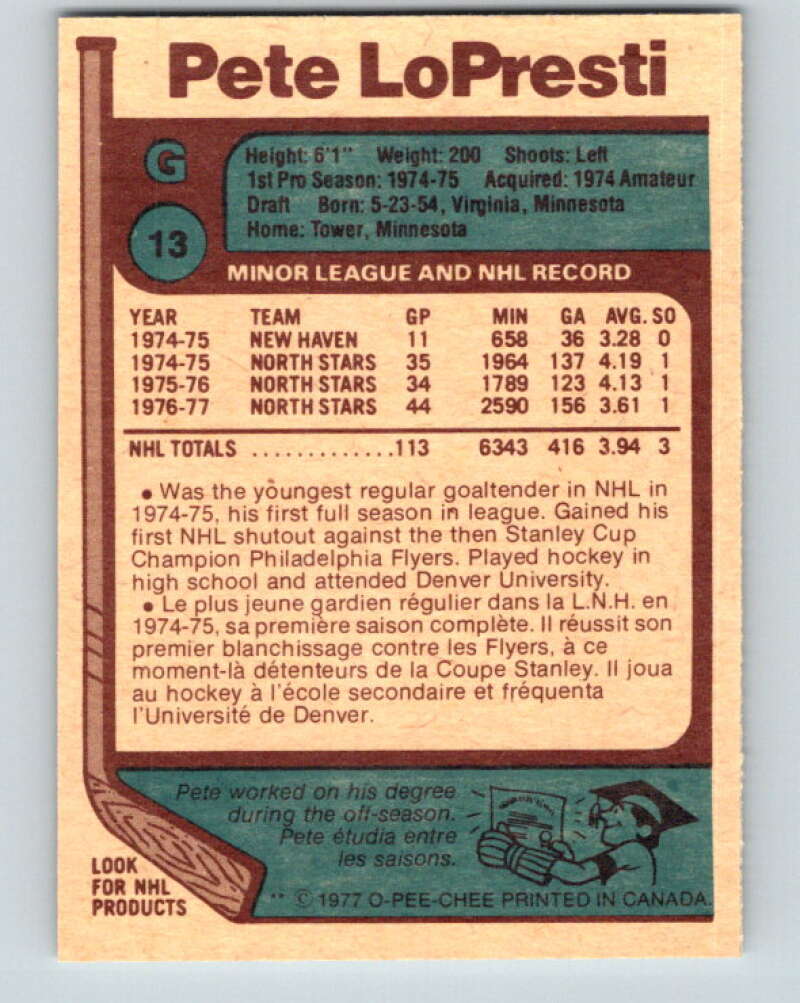 Pete LoPresti
G
Height: 6'1" Weight: 200 Shoots: Left
1st Pro Season: 1974-75 Acquired: 1974 Amateur
Draft Born: 5-23-54, Virginia, Minnesota
Home: Tower, Minnesota
13
MINOR LEAGUE AND NHL RECORD
YEAR TEAM GP MIN GA AVG. SO
1974-75 NEW HAVEN 11 658 36 3.28 0
1974-75 NORTH STARS 35 1964 137 4.19 1
1975-76 NORTH STARS 34 1789 123 4.13 1
1976-77 NORTH STARS 44 2590 156 3.61 1
NHL TOTALS .............113 6343 416 3.94 3
• Was the youngest regular goaltender in NHL in
1974-75, his first full season in league. Gained his
first NHL shutout against the then Stanley Cup
Champion Philadelphia Flyers. Played hockey in
high school and attended Denver University.
• Le plus jeune gardien régulier dans la L.N.H. en
1974-75, sa première saison complète. Il réussit son
premier blanchissage contre les Flyers, à ce
moment-là détenteurs de la Coupe Stanley. Il joua
au hockey à l'école secondaire et fréquenta
l'Université de Denver.
Pete worked on his degree
during the off-season.
Pete étudia entre
les saisons.
LOOK
FOR NHL
PRODUCTS
** © 1977 O-PEE-CHEE PRINTED IN CANADA.